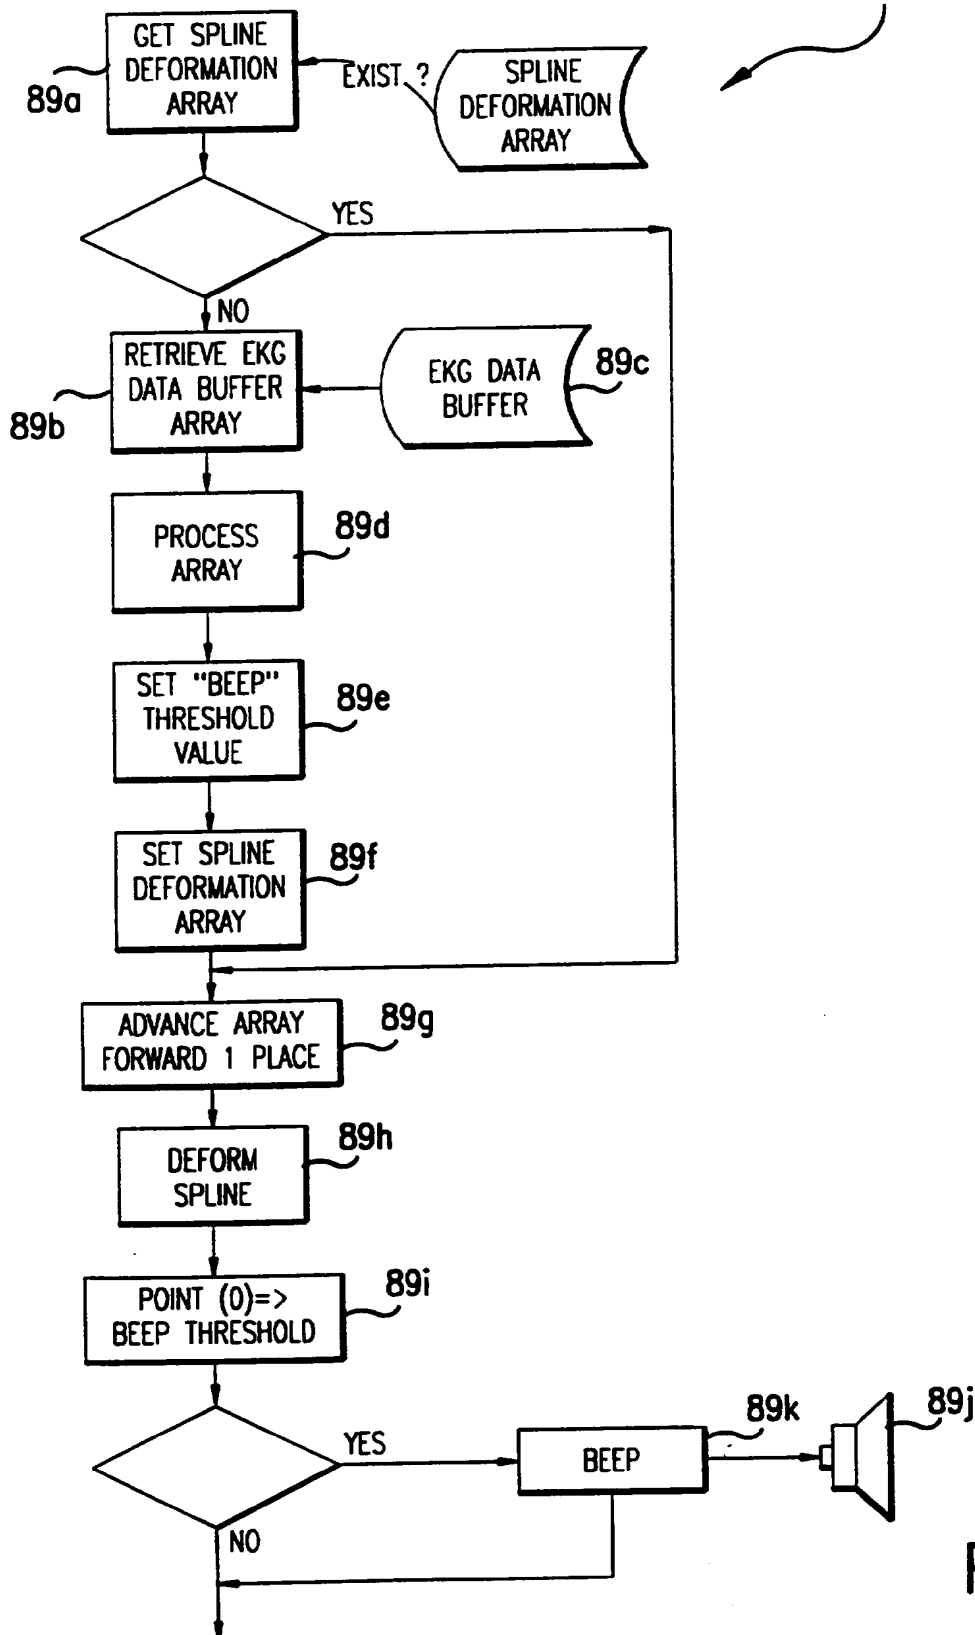 GET SPLINE
DEFORMATION
ARRAY
89a
EXIST.?
SPLINE
DEFORMATION
ARRAY
YES
NO
RETRIEVE EKG
DATA BUFFER
ARRAY
89b
EKG DATA
BUFFER
89c
PROCESS
ARRAY
89d
SET "BEEP"
THRESHOLD
VALUE
89e
SET SPLINE
DEFORMATION
ARRAY
89f
ADVANCE ARRAY
FORWARD 1 PLACE
89g
DEFORM
SPLINE
89h
POINT (0)=>
BEEP THRESHOLD
89i
YES
BEEP
89k
89j
NO